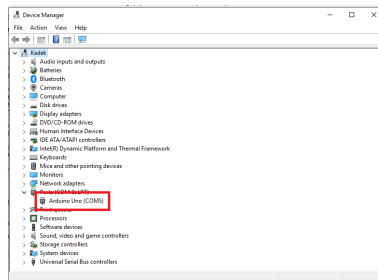 Device Manager
File Action View Help
Kadek
Audio inputs and outputs
Batteries
Bluetooth
Cameras
Computer
Disk drives
Display adapters
DVD/CD-ROM drives
Human Interface Devices
IDE ATA/ATAPI controllers
Intel(R) Dynamic Platform and Thermal Framework
Keyboards
Mice and other pointing devices
Monitors
Network adapters
Ports (COM & LPT)
Arduino Uno (COM5)
Print queues
Processors
Software devices
Sound, video and game controllers
Storage controllers
System devices
Universal Serial Bus controllers